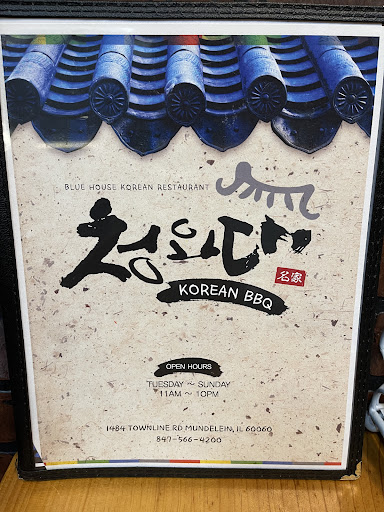 BLUE HOUSE KOREAN RESTAURANT
청와대
名家
KOREAN BBQ
OPEN HOURS
TUESDAY ~ SUNDAY
11AM ~ 10PM
1484 TOWNLINE RD MUNDELEIN, IL 60060
847-566-4200